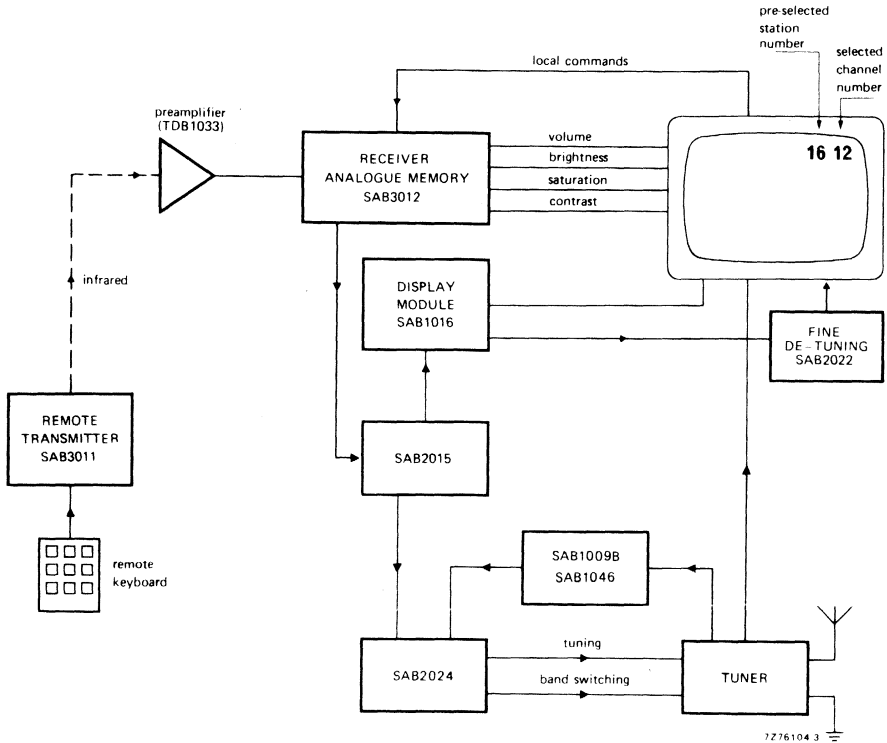 pre-selected
station
number
selected
channel
number
local commands
preamplifier
(TDB1033)
RECEIVER
ANALOGUE MEMORY
SAB3012
volume
brightness
saturation
contrast
16 12
infrared
DISPLAY
MODULE
SAB1016
FINE
DE-TUNING
SAB2022
REMOTE
TRANSMITTER
SAB3011
SAB2015
remote
keyboard
SAB1009B
SAB1046
SAB2024
tuning
band switching
TUNER
7Z76104 3